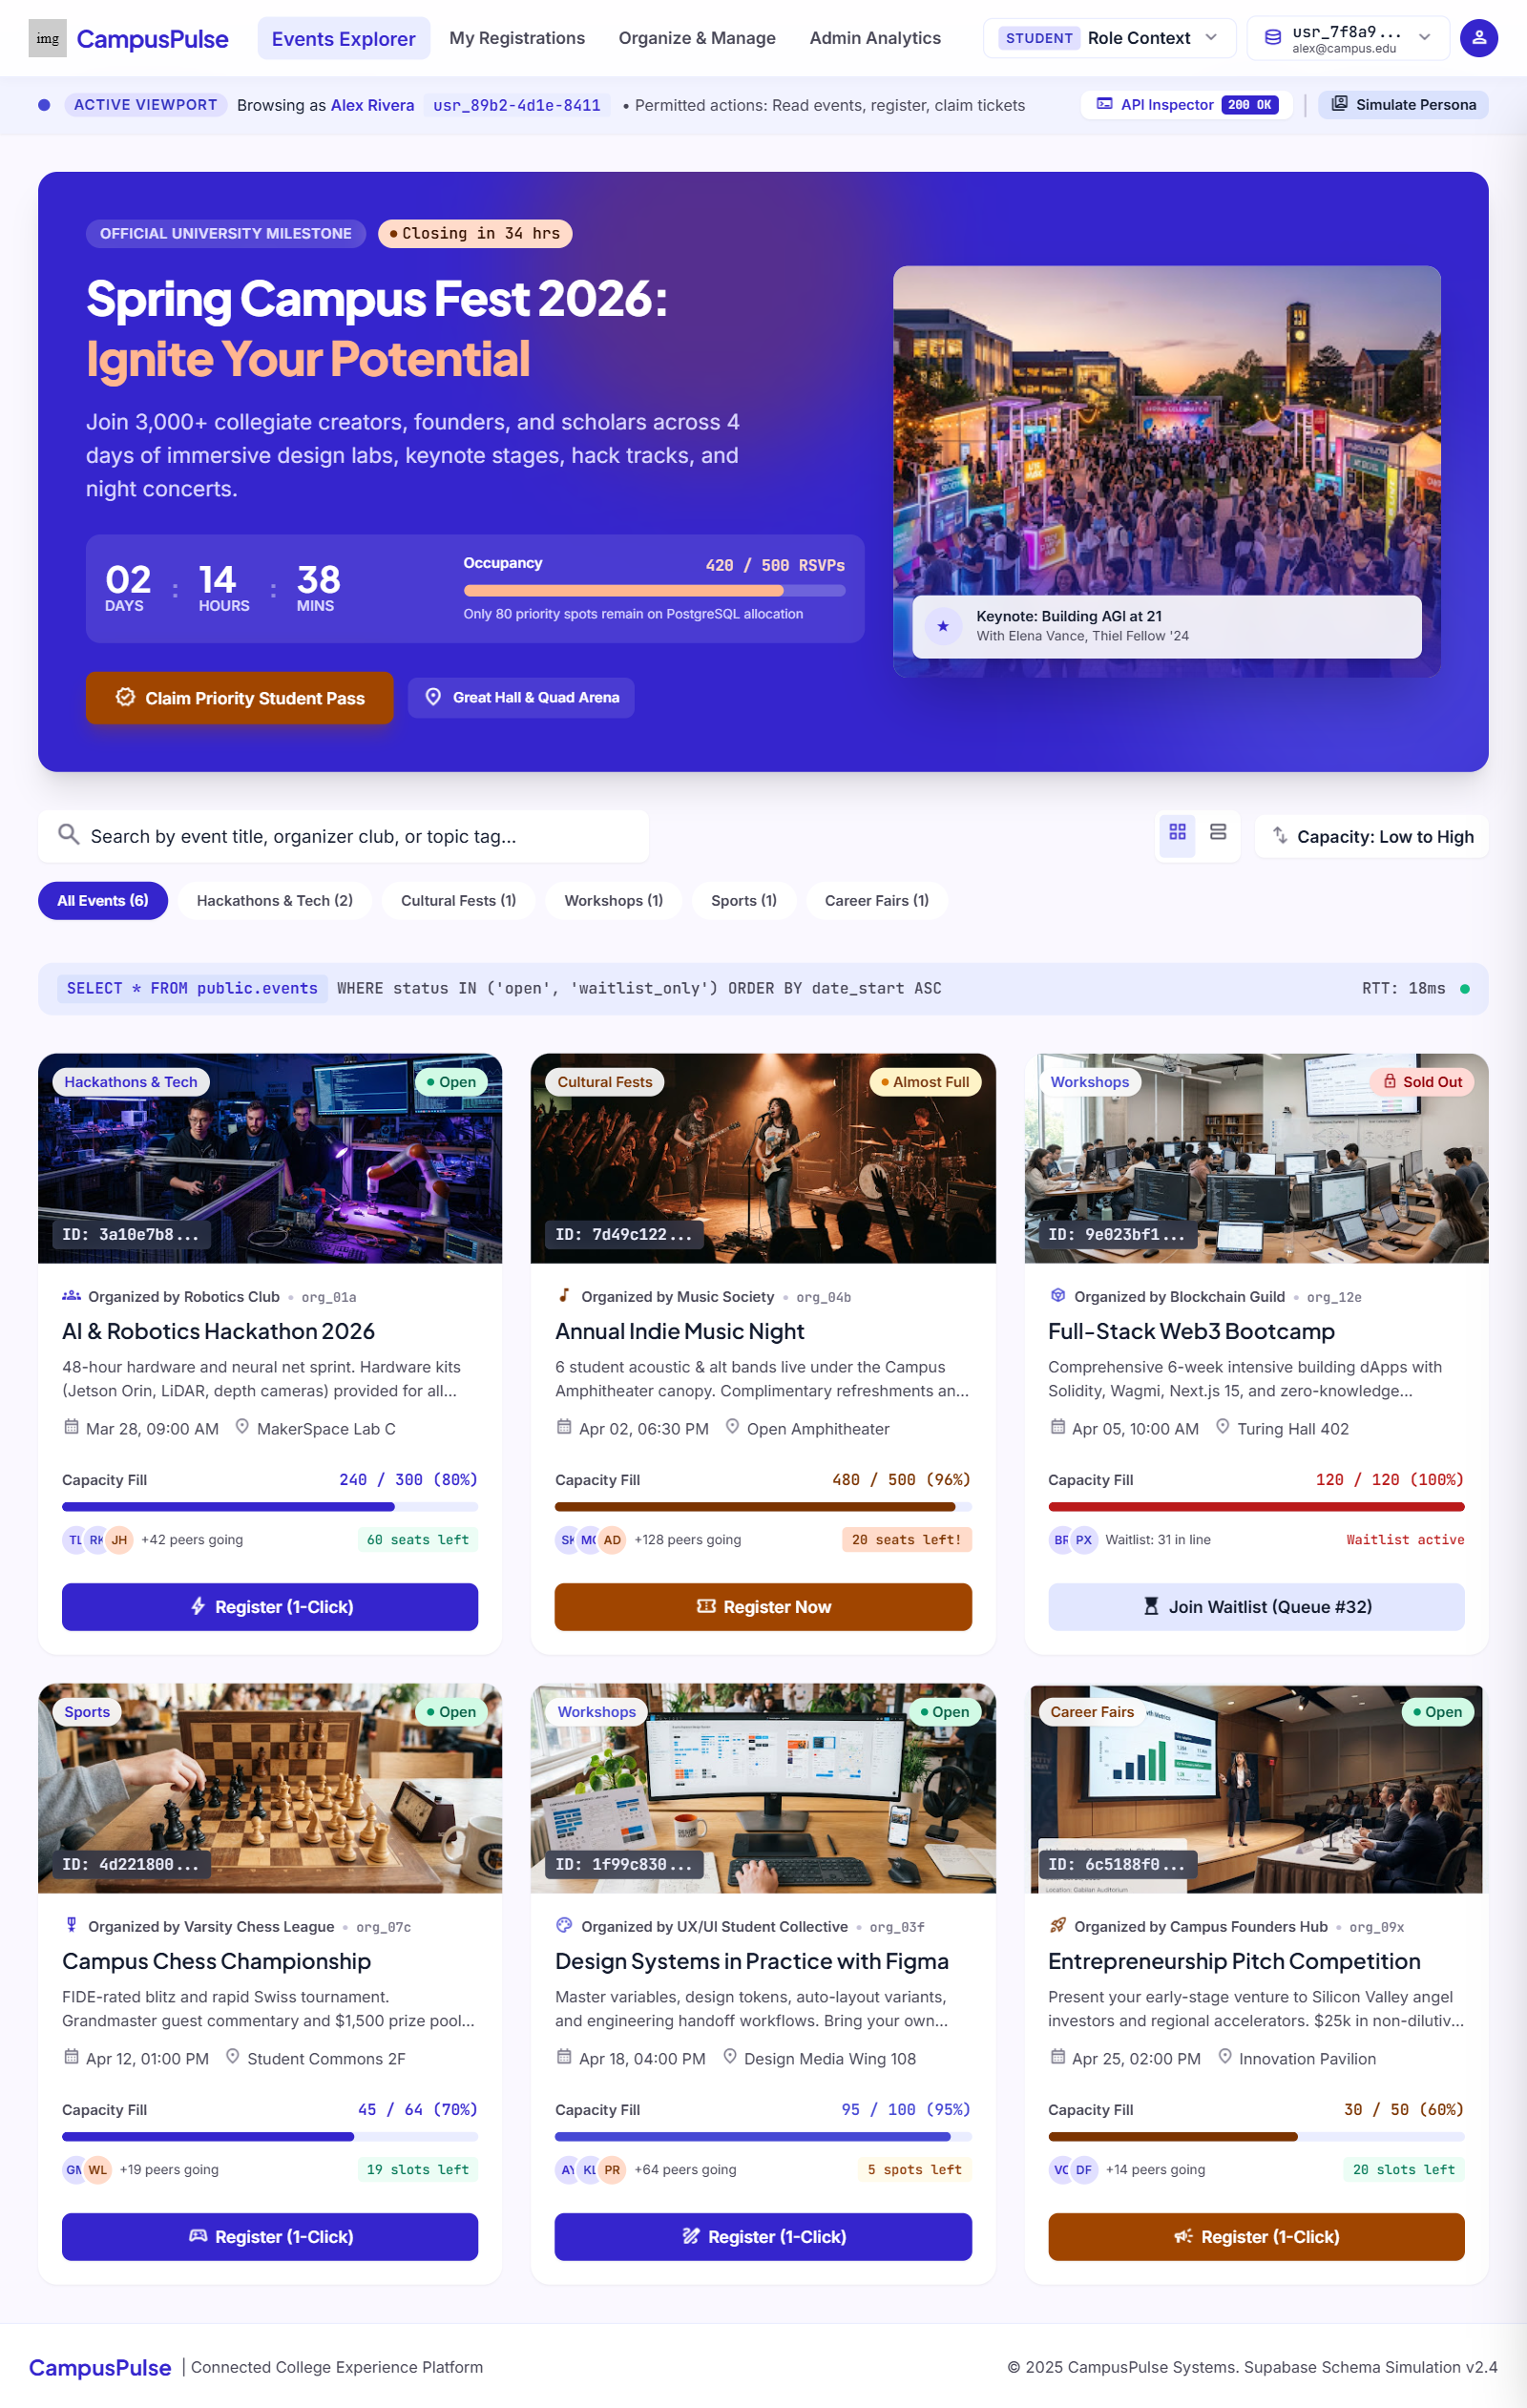 img
CampusPulse
Events Explorer
My Registrations
Organize & Manage
Admin Analytics
STUDENT Role Context
usr_7f8a9...
alex@campus.edu
ACTIVE VIEWPORT Browsing as Alex Rivera usr_89b2-4d1e-8411 • Permitted actions: Read events, register, claim tickets
API Inspector 200 OK
Simulate Persona
OFFICIAL UNIVERSITY MILESTONE
Closing in 34 hrs
Spring Campus Fest 2026:
Ignite Your Potential
Join 3,000+ collegiate creators, founders, and scholars across 4
days of immersive design labs, keynote stages, hack tracks, and
night concerts.
02 : 14 : 38
DAYS HOURS MINS
Occupancy 420 / 500 RSVPs
Only 80 priority spots remain on PostgreSQL allocation
Claim Priority Student Pass
Great Hall & Quad Arena
Keynote: Building AGI at 21
With Elena Vance, Thiel Fellow '24
Search by event title, organizer club, or topic tag...
Capacity: Low to High
All Events (6)
Hackathons & Tech (2)
Cultural Fests (1)
Workshops (1)
Sports (1)
Career Fairs (1)
SELECT * FROM public.events WHERE status IN ('open', 'waitlist_only') ORDER BY date_start ASC
RTT: 18ms
Hackathons & Tech
Open
ID: 3a10e7b8...
Organized by Robotics Club • org_01a
AI & Robotics Hackathon 2026
48-hour hardware and neural net sprint. Hardware kits
(Jetson Orin, LiDAR, depth cameras) provided for all...
Mar 28, 09:00 AM MakerSpace Lab C
Capacity Fill 240 / 300 (80%)
JH +42 peers going 60 seats left
Register (1-Click)
Cultural Fests
Almost Full
ID: 7d49c122...
Organized by Music Society • org_04b
Annual Indie Music Night
6 student acoustic & alt bands live under the Campus
Amphitheater canopy. Complimentary refreshments an...
Apr 02, 06:30 PM Open Amphitheater
Capacity Fill 480 / 500 (96%)
AD +128 peers going 20 seats left!
Register Now
Workshops
Sold Out
ID: 9e023bf1...
Organized by Blockchain Guild • org_12e
Full-Stack Web3 Bootcamp
Comprehensive 6-week intensive building dApps with
Solidity, Wagmi, Next.js 15, and zero-knowledge...
Apr 05, 10:00 AM Turing Hall 402
Capacity Fill 120 / 120 (100%)
PX Waitlist: 31 in line Waitlist active
Join Waitlist (Queue #32)
Sports
Open
ID: 4d221800...
Organized by Varsity Chess League • org_07c
Campus Chess Championship
FIDE-rated blitz and rapid Swiss tournament.
Grandmaster guest commentary and $1,500 prize pool...
Apr 12, 01:00 PM Student Commons 2F
Capacity Fill 45 / 64 (70%)
WL +19 peers going 19 slots left
Register (1-Click)
Workshops
Open
ID: 1f99c830...
Organized by UX/UI Student Collective • org_03f
Design Systems in Practice with Figma
Master variables, design tokens, auto-layout variants,
and engineering handoff workflows. Bring your own...
Apr 18, 04:00 PM Design Media Wing 108
Capacity Fill 95 / 100 (95%)
PR +64 peers going 5 spots left
Register (1-Click)
Career Fairs
Open
ID: 6c5188f0...
Organized by Campus Founders Hub • org_09x
Entrepreneurship Pitch Competition
Present your early-stage venture to Silicon Valley angel
investors and regional accelerators. $25k in non-dilutiv...
Apr 25, 02:00 PM Innovation Pavilion
Capacity Fill 30 / 50 (60%)
DF +14 peers going 20 slots left
Register (1-Click)
CampusPulse | Connected College Experience Platform
© 2025 CampusPulse Systems. Supabase Schema Simulation v2.4